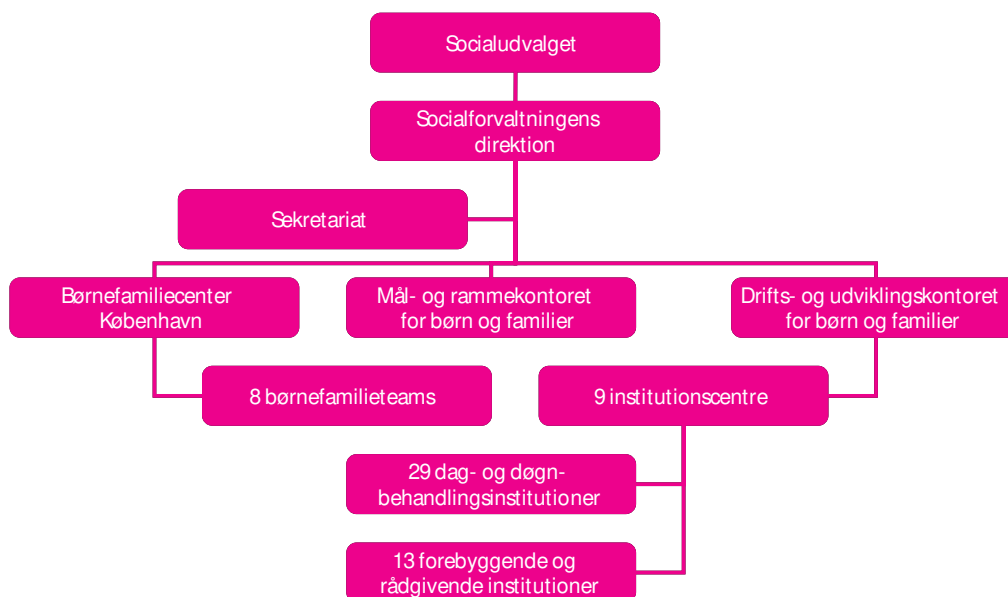 Socialudvalget
Socialforvaltningens
direktion
Sekretariat
Børnefamiliecenter
København
Mål- og rammekontoret
for børn og familier
Drifts- og udviklingskontoret
for børn og familier
8 børnefamilieteams
9 institutionscentre
29 dag- og døgn-
behandlingsinstitutioner
13 forebyggende og
rådgivende institutioner